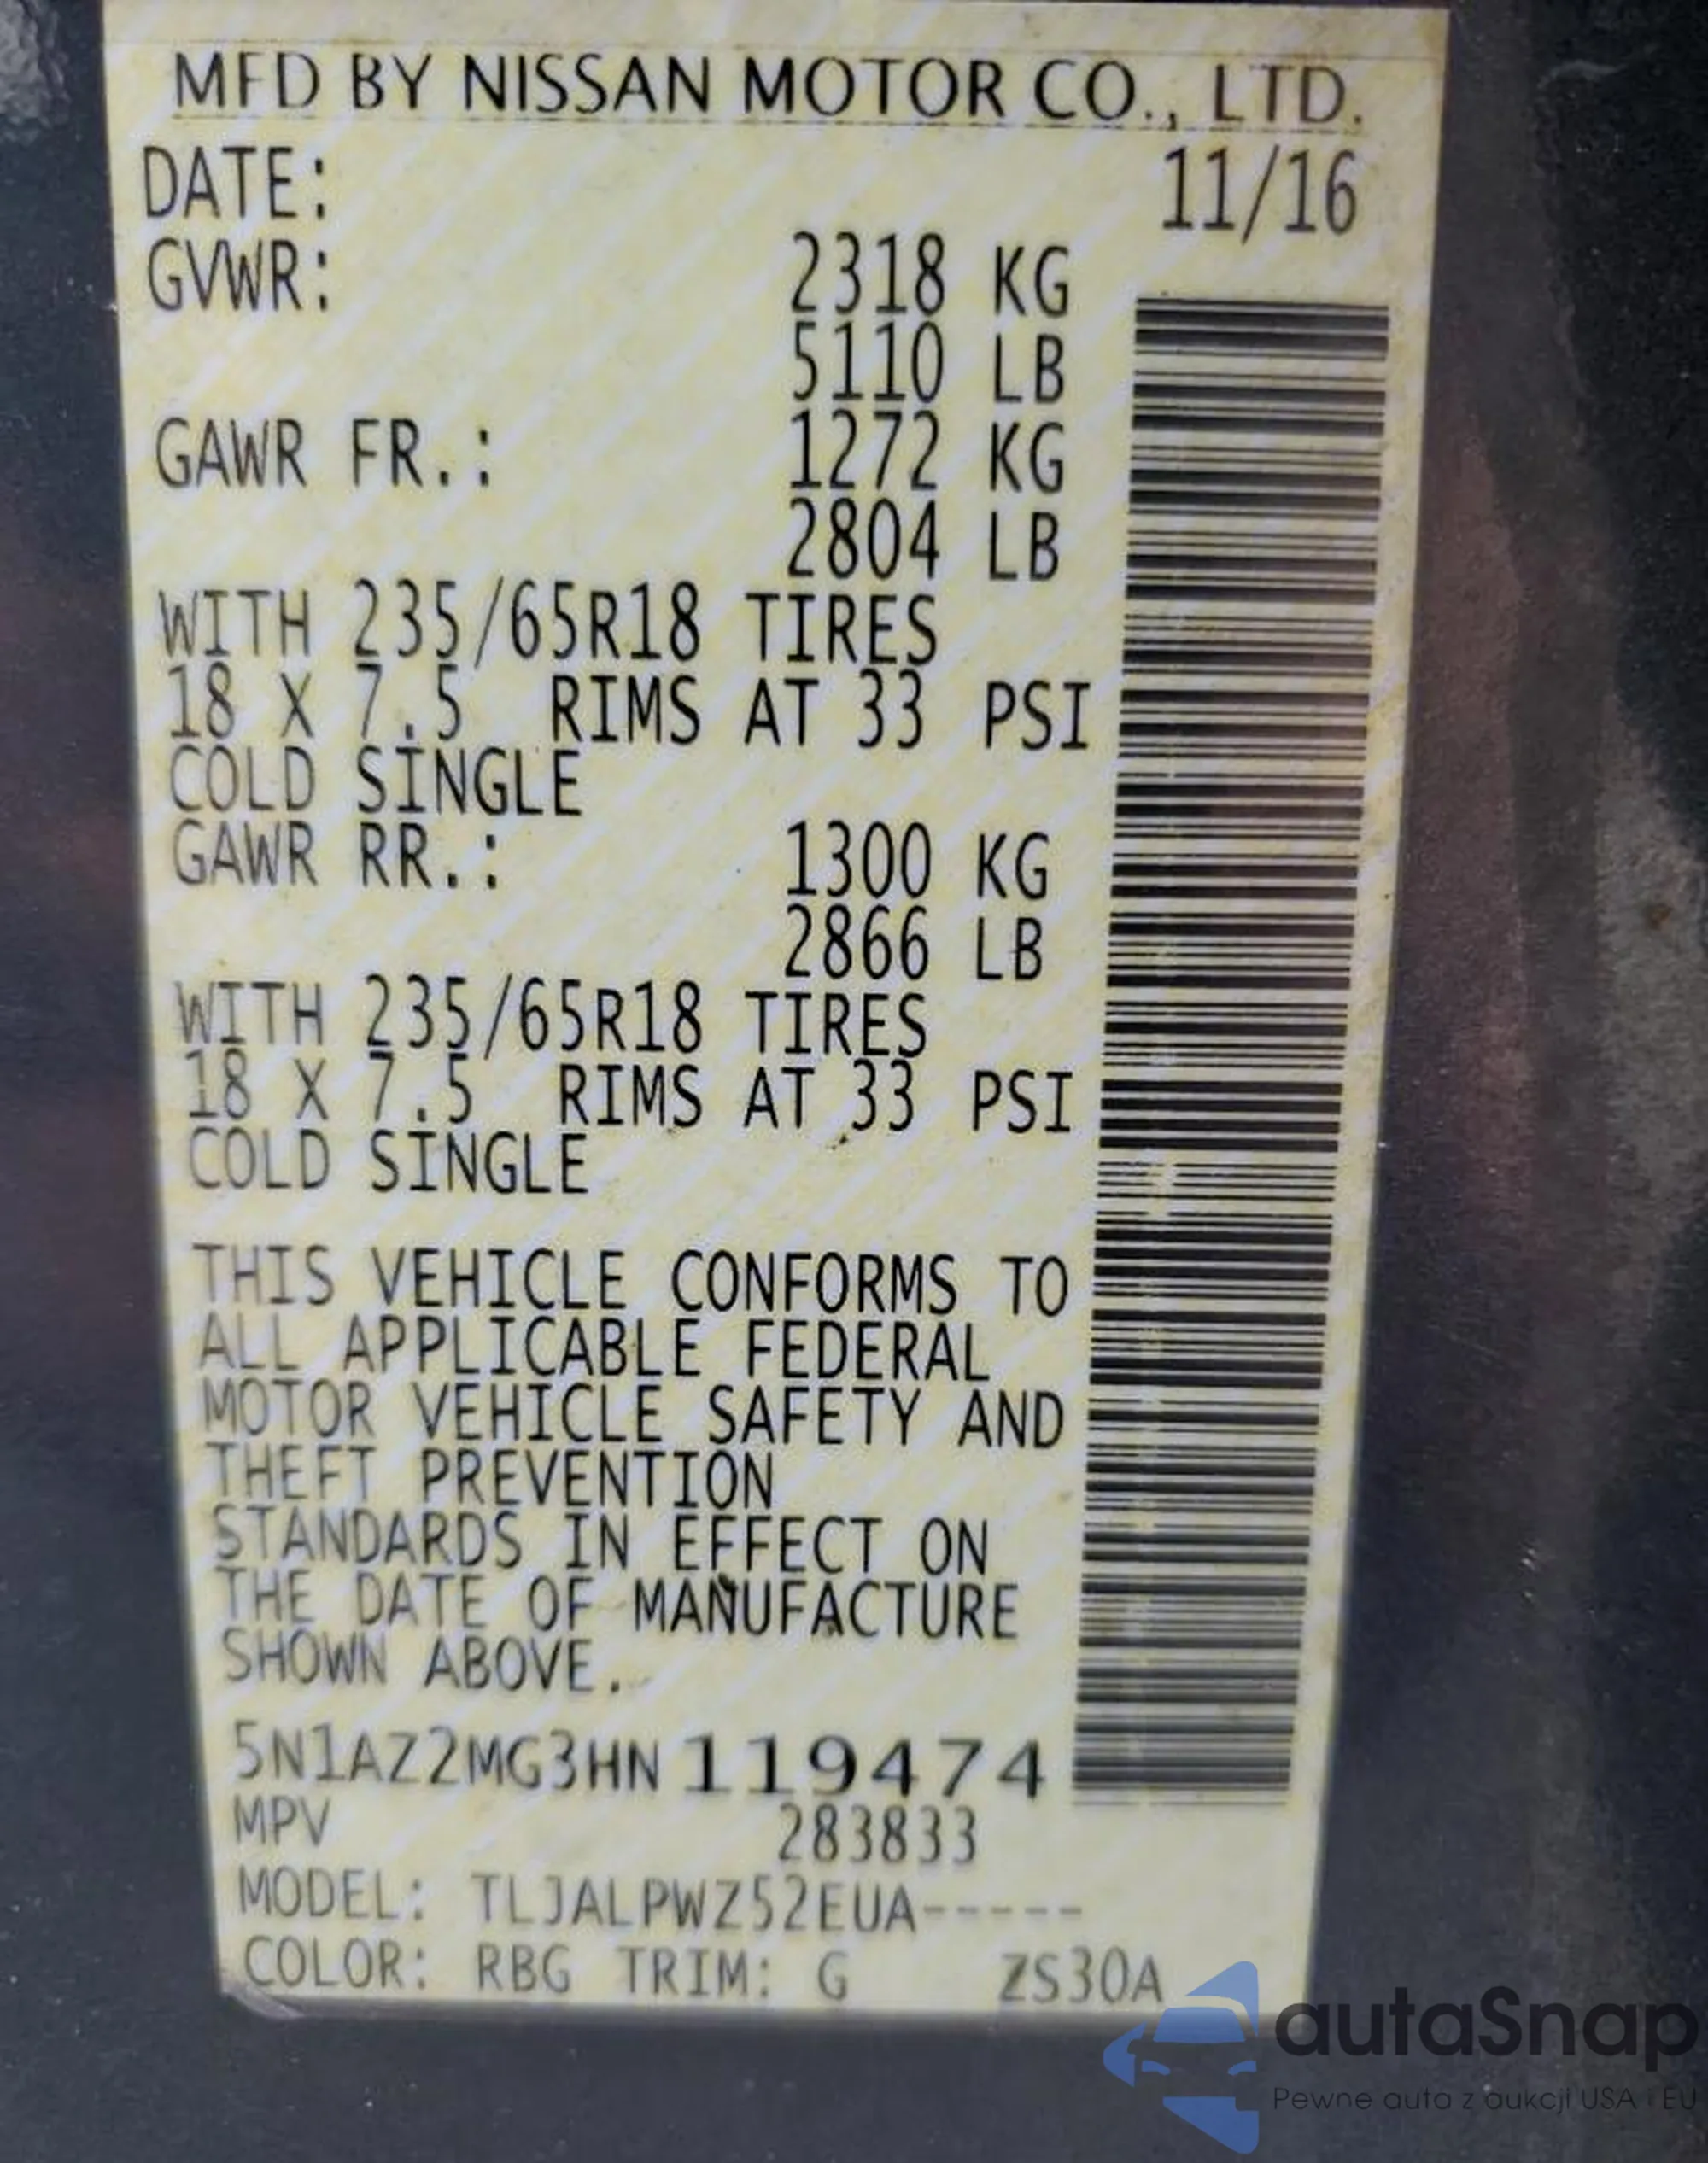 MFD BY NISSAN MOTOR CO., LTD.
DATE: 11/16
GVWR: 2318 KG
5110 LB
GAWR FR.: 1272 KG
2804 LB
WITH 235/65R18 TIRES
18 X 7.5 RIMS AT 33 PSI
COLD SINGLE
GAWR RR.: 1300 KG
2866 LB
WITH 235/65R18 TIRES
18 X 7.5 RIMS AT 33 PSI
COLD SINGLE
THIS VEHICLE CONFORMS TO
ALL APPLICABLE FEDERAL
MOTOR VEHICLE SAFETY AND
THEFT PREVENTION
STANDARDS IN EFFECT ON
THE DATE OF MANUFACTURE
SHOWN ABOVE.
5N1AZ2MG3HN119474
MPV 283833
MODEL: TLJALPWZ52EUA-----
COLOR: RBG TRIM: G ZS30A
autaSnap
Pewne auta z aukcji USA i EU